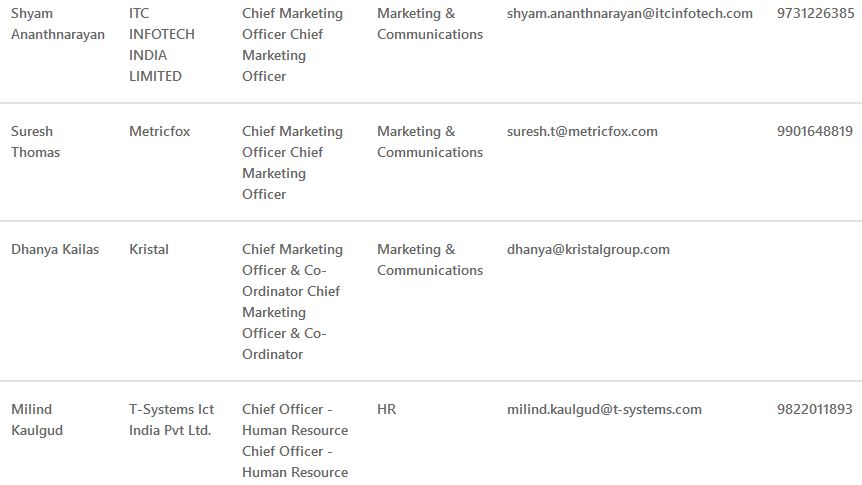 Shyam Ananthnarayan ITC INFOTECH INDIA LIMITED Chief Marketing Officer Chief Marketing Officer Marketing & Communications shyam.ananthnarayan@itcinfotech.com 9731226385
Suresh Thomas Metricfox Chief Marketing Officer Chief Marketing Officer Marketing & Communications suresh.t@metricfox.com 9901648819
Dhanya Kailas Kristal Chief Marketing Officer & Co-Ordinator Chief Marketing Officer & Co-Ordinator Marketing & Communications dhanya@kristalgroup.com
Milind Kaulgud T-Systems Ict India Pvt Ltd. Chief Officer - Human Resource Chief Officer - Human Resource HR milind.kaulgud@t-systems.com 9822011893